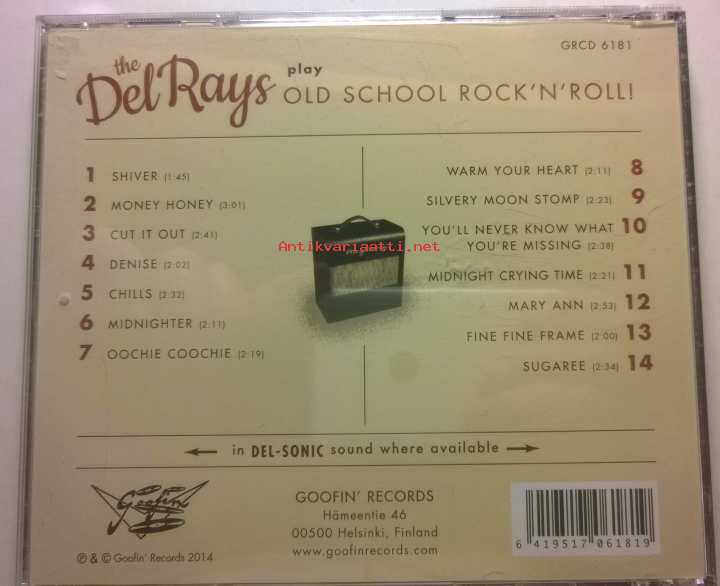 GRCD 6181
the
DelRays
play
OLD SCHOOL ROCK'N'ROLL!
1 SHIVER (1:45)
2 MONEY HONEY (3:01)
3 CUT IT OUT (2:41)
4 DENISE (2:02)
5 CHILLS (2:32)
6 MIDNIGHTER (2:11)
7 OOCHIE COOCHIE (2:19)
WARM YOUR HEART (2:11) 8
SILVERY MOON STOMP (2:23) 9
YOU'LL NEVER KNOW WHAT 10
YOU'RE MISSING (2:38)
MIDNIGHT CRYING TIME (2:21) 11
MARY ANN (2:53) 12
FINE FINE FRAME (2:00) 13
SUGAREE (2:34) 14
Antikvariaatti.net
in DEL-SONIC sound where available
Goofin'
GOOFIN' RECORDS
Hämeentie 46
00500 Helsinki, Finland
www.goofinrecords.com
℗ & © Goofin' Records 2014
6 419517 061819